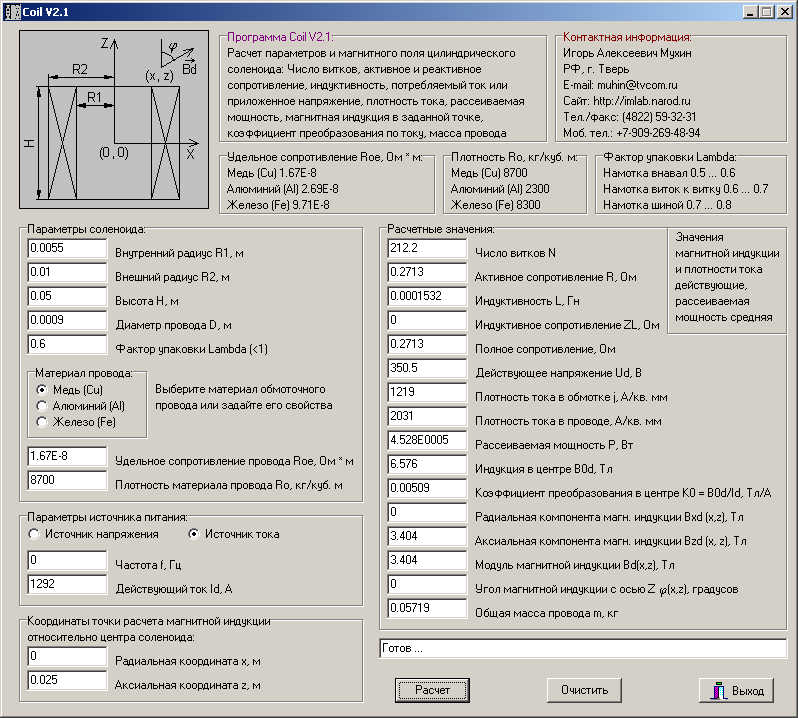 Coil V2.1
Z
φ
Bd
(x, z)
R2
R1
H
(0, 0)
X
Программа Coil V2.1:
Расчет параметров и магнитного поля цилиндрического
соленоида: Число витков, активное и реактивное
сопротивление, индуктивность, потребляемый ток или
приложенное напряжение, плотность тока, рассеиваемая
мощность, магнитная индукция в заданной точке,
коэффициент преобразования по току, масса провода
Контактная информация:
Игорь Алексеевич Мухин
РФ, г. Тверь
E-mail: muhin@tvcom.ru
Сайт: http://imlab.narod.ru
Тел./факс: (4822) 59-32-31
Моб. тел.: +7-909-269-48-94
Удельное сопротивление Roe, Ом * м:
Медь (Cu) 1.67E-8
Алюминий (Al) 2.69E-8
Железо (Fe) 9.71E-8
Плотность Ro, кг/куб. м:
Медь (Cu) 8700
Алюминий (Al) 2300
Железо (Fe) 8300
Фактор упаковки Lambda:
Намотка внавал 0.5 ... 0.6
Намотка виток к витку 0.6 ... 0.7
Намотка шиной 0.7 ... 0.8
Параметры соленоида:
0.0055 Внутренний радиус R1, м
0.01 Внешний радиус R2, м
0.05 Высота H, м
0.0009 Диаметр провода D, м
0.6 Фактор упаковки Lambda (<1)
Материал провода:
Медь (Cu)
Алюминий (Al)
Железо (Fe)
Выберите материал обмоточного
провода или задайте его свойства
1.67E-8 Удельное сопротивление провода Roe, Ом * м
8700 Плотность материала провода Ro, кг/куб. м
Параметры источника питания:
Источник напряжения Источник тока
0 Частота f, Гц
1292 Действующий ток Id, А
Координаты точки расчета магнитной индукции
относительно центра соленоида:
0 Радиальная координата x, м
0.025 Аксиальная координата z, м
Расчетные значения:
212.2 Число витков N
0.2713 Активное сопротивление R, Ом
0.0001532 Индуктивность L, Гн
0 Индуктивное сопротивление ZL, Ом
0.2713 Полное сопротивление, Ом
350.5 Действующее напряжение Ud, В
1219 Плотность тока в обмотке j, А/кв. мм
2031 Плотность тока в проводе, А/кв. мм
4.528E0005 Рассеиваемая мощность P, Вт
6.576 Индукция в центре B0d, Тл
0.00509 Коэффициент преобразования в центре K0 = B0d/Id, Тл/А
0 Радиальная компонента магн. индукции Bxd (x,z), Тл
3.404 Аксиальная компонента магн. индукции Bzd (x, z), Тл
3.404 Модуль магнитной индукции Bd(x,z), Тл
0 Угол магнитной индукции с осью Z φ(x,z), градусов
0.05719 Общая масса провода m, кг
Значения
магнитной индукции
и плотности тока
действующие,
рассеиваемая
мощность средняя
Готов ...
Расчет Очистить Выход